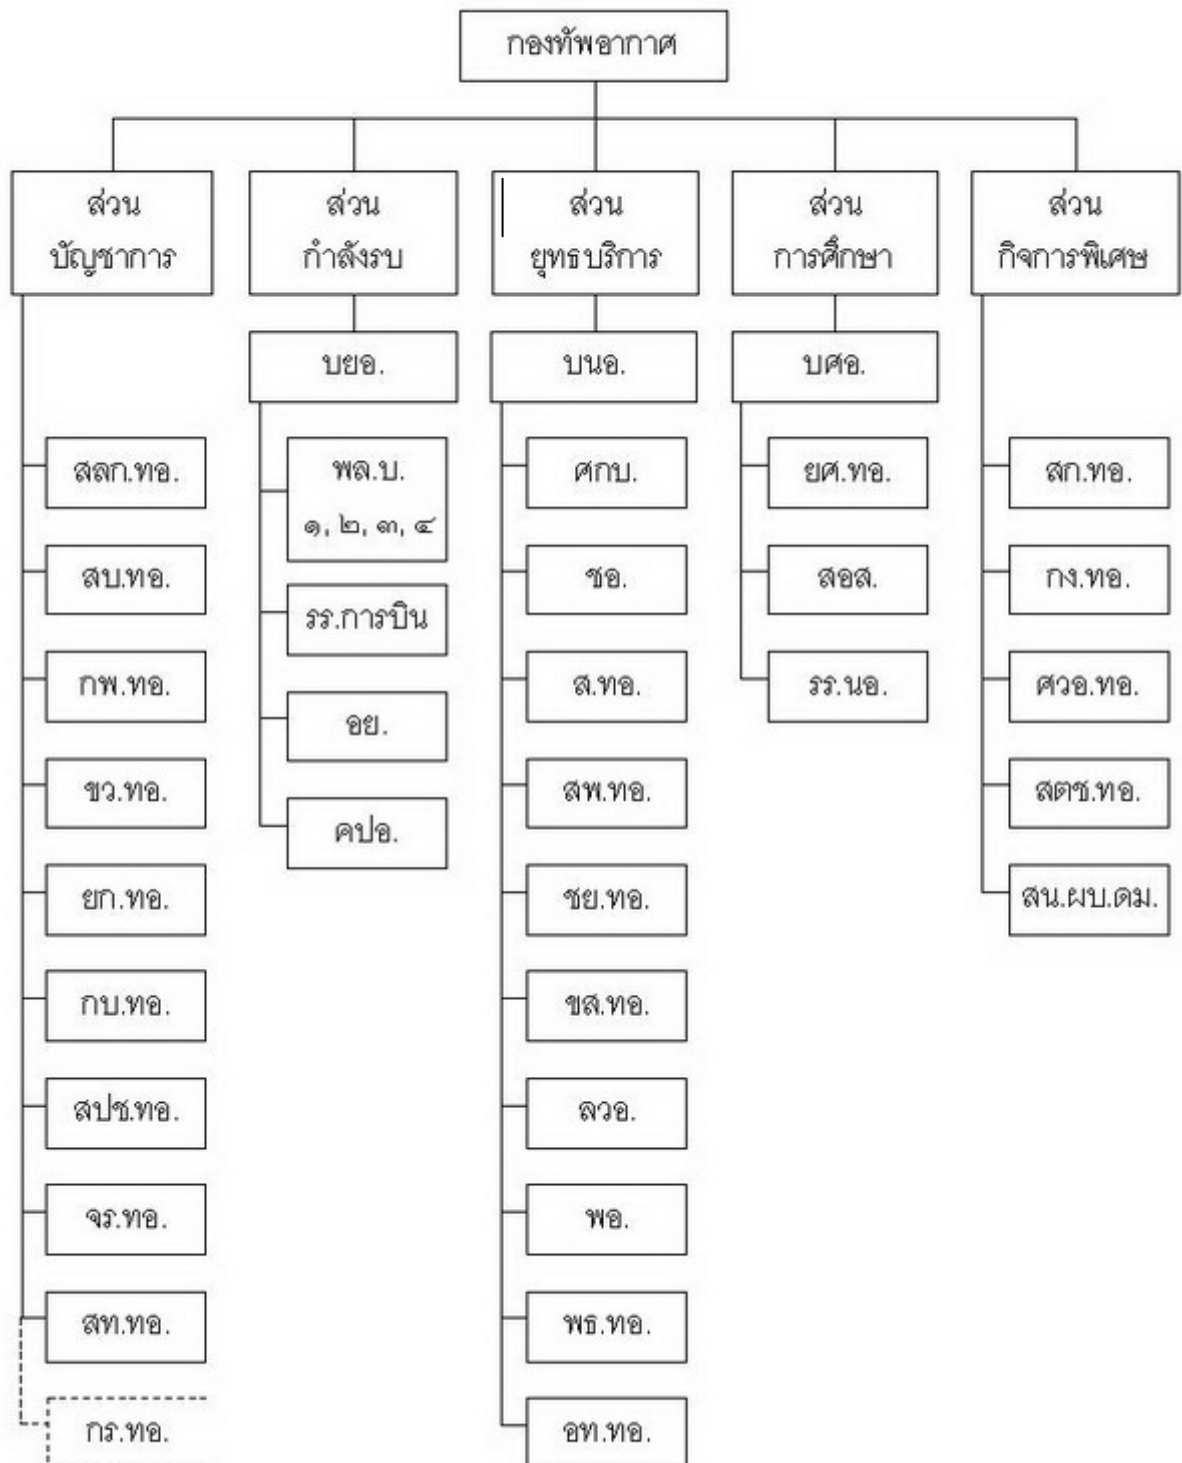 กองทัพอากาศ
ส่วน
บัญชาการ
ส่วน
กำลังรบ
ส่วน
ยุทธบริการ
ส่วน
การศึกษา
ส่วน
กิจการพิเศษ
บยอ.
บนอ.
บศอ.
สลก.ทอ.
สบ.ทอ.
กพ.ทอ.
ขว.ทอ.
ยก.ทอ.
กบ.ทอ.
สปช.ทอ.
จร.ทอ.
สท.ทอ.
กร.ทอ.
พล.บ.
๑, ๒, ๓, ๔
รร.การบิน
อย.
คปอ.
ศกบ.
ชอ.
ส.ทอ.
สพ.ทอ.
ชย.ทอ.
ขส.ทอ.
ลวอ.
พอ.
พธ.ทอ.
อท.ทอ.
ยศ.ทอ.
สอส.
รร.นอ.
สก.ทอ.
กง.ทอ.
ศวอ.ทอ.
สตช.ทอ.
สน.ผบ.ดม.